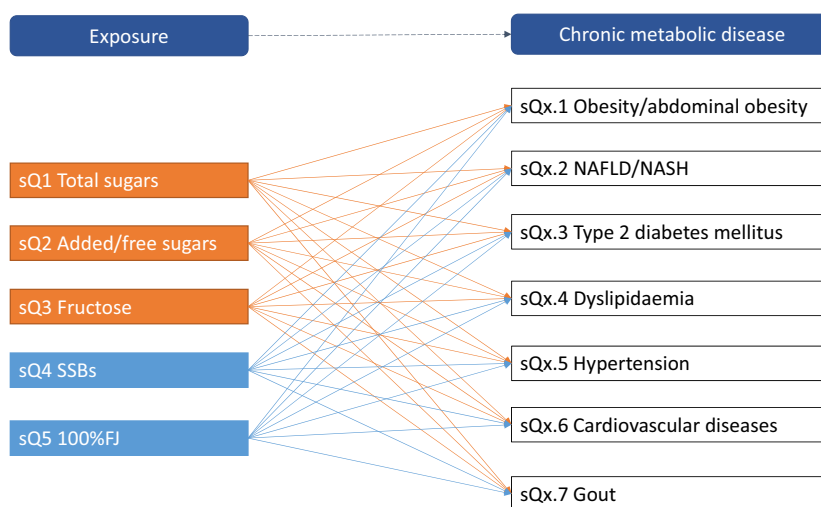 Exposure
Chronic metabolic disease
sQ1 Total sugars
sQ2 Added/free sugars
sQ3 Fructose
sQ4 SSBs
sQ5 100%FJ
sQx.1 Obesity/abdominal obesity
sQx.2 NAFLD/NASH
sQx.3 Type 2 diabetes mellitus
sQx.4 Dyslipidaemia
sQx.5 Hypertension
sQx.6 Cardiovascular diseases
sQx.7 Gout